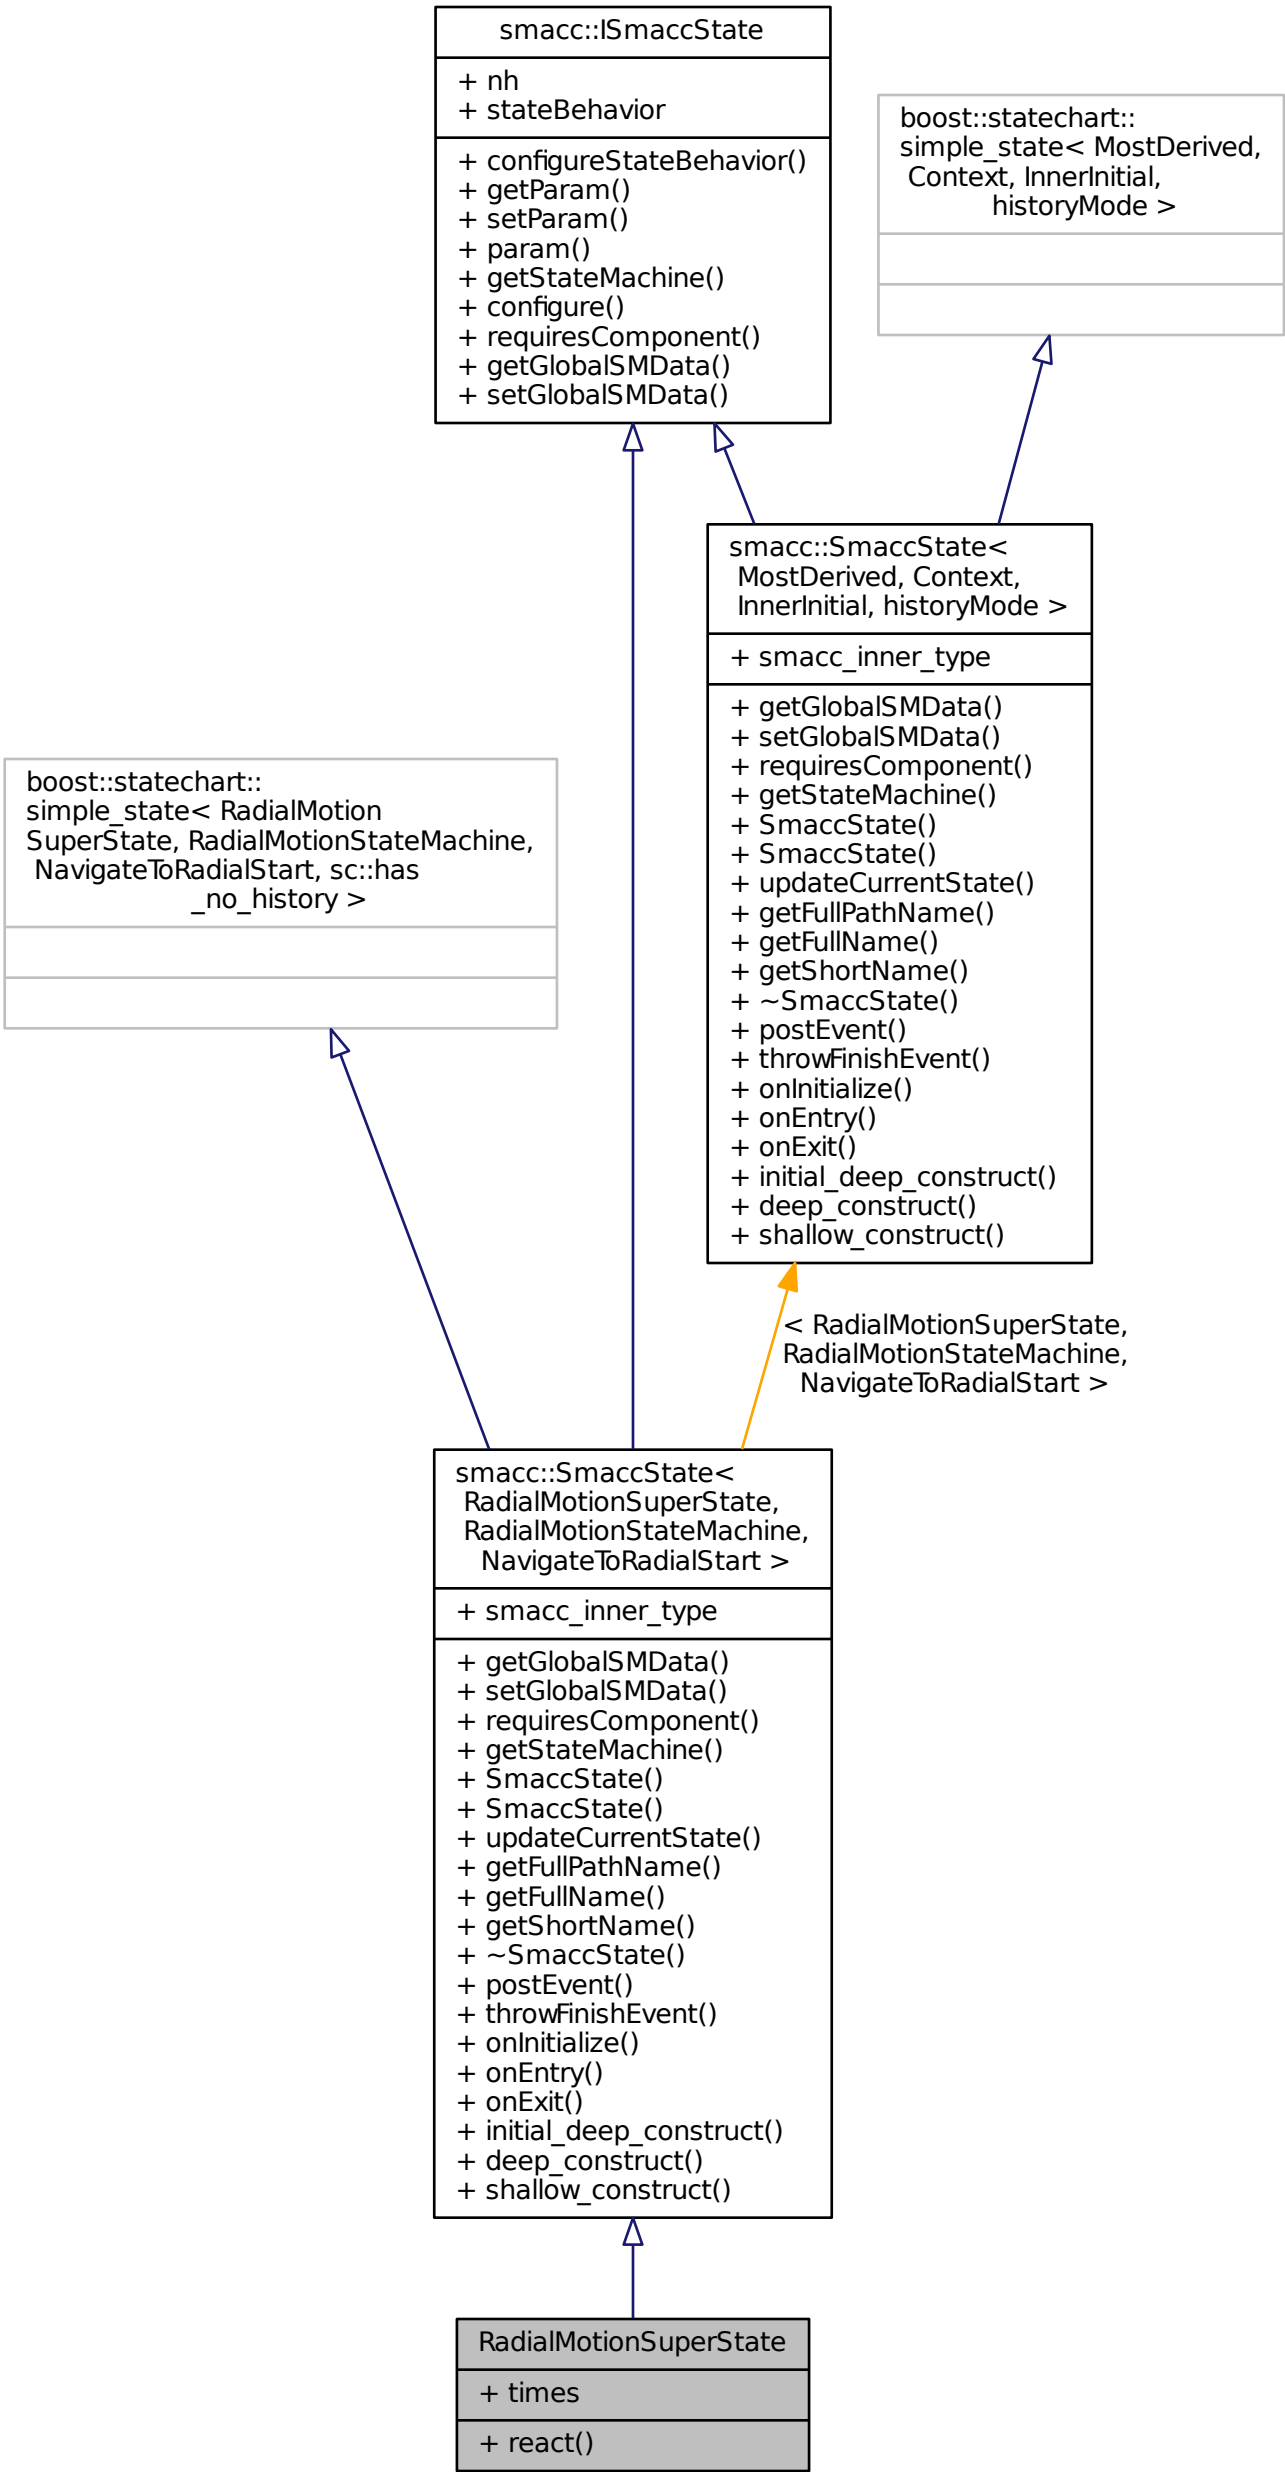 smacc::ISmaccState
+ nh
+ stateBehavior
+ configureStateBehavior()
+ getParam()
+ setParam()
+ param()
+ getStateMachine()
+ configure()
+ requiresComponent()
+ getGlobalSMData()
+ setGlobalSMData()
boost::statechart::
simple_state< MostDerived,
Context, InnerInitial,
historyMode >
smacc::SmaccState<
MostDerived, Context,
InnerInitial, historyMode >
+ smacc_inner_type
+ getGlobalSMData()
+ setGlobalSMData()
+ requiresComponent()
+ getStateMachine()
+ SmaccState()
+ SmaccState()
+ updateCurrentState()
+ getFullPathName()
+ getFullName()
+ getShortName()
+ ~SmaccState()
+ postEvent()
+ throwFinishEvent()
+ onInitialize()
+ onEntry()
+ onExit()
+ initial_deep_construct()
+ deep_construct()
+ shallow_construct()
boost::statechart::
simple_state< RadialMotion
SuperState, RadialMotionStateMachine,
NavigateToRadialStart, sc::has
_no_history >
< RadialMotionSuperState,
RadialMotionStateMachine,
NavigateToRadialStart >
smacc::SmaccState<
RadialMotionSuperState,
RadialMotionStateMachine,
NavigateToRadialStart >
+ smacc_inner_type
+ getGlobalSMData()
+ setGlobalSMData()
+ requiresComponent()
+ getStateMachine()
+ SmaccState()
+ SmaccState()
+ updateCurrentState()
+ getFullPathName()
+ getFullName()
+ getShortName()
+ ~SmaccState()
+ postEvent()
+ throwFinishEvent()
+ onInitialize()
+ onEntry()
+ onExit()
+ initial_deep_construct()
+ deep_construct()
+ shallow_construct()
RadialMotionSuperState
+ times
+ react()